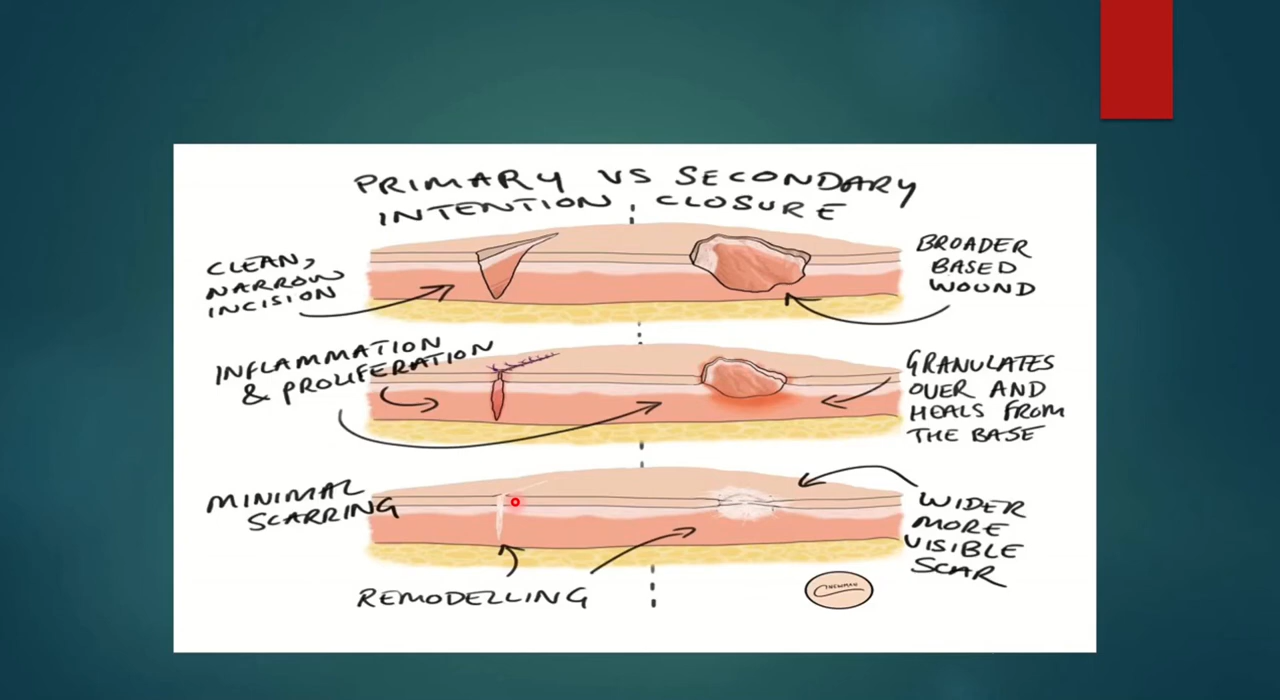 PRIMARY VS SECONDARY
INTENTION CLOSURE
CLEAN,
NARROW
INCISION
BROADER
BASED
WOUND
INFLAMMATION
& PROLIFERATION
GRANULATES
OVER AND
HEALS FROM
THE BASE
MINIMAL
SCARRING
WIDER
MORE
VISIBLE
SCAR
REMODELLING
CNEWMAN